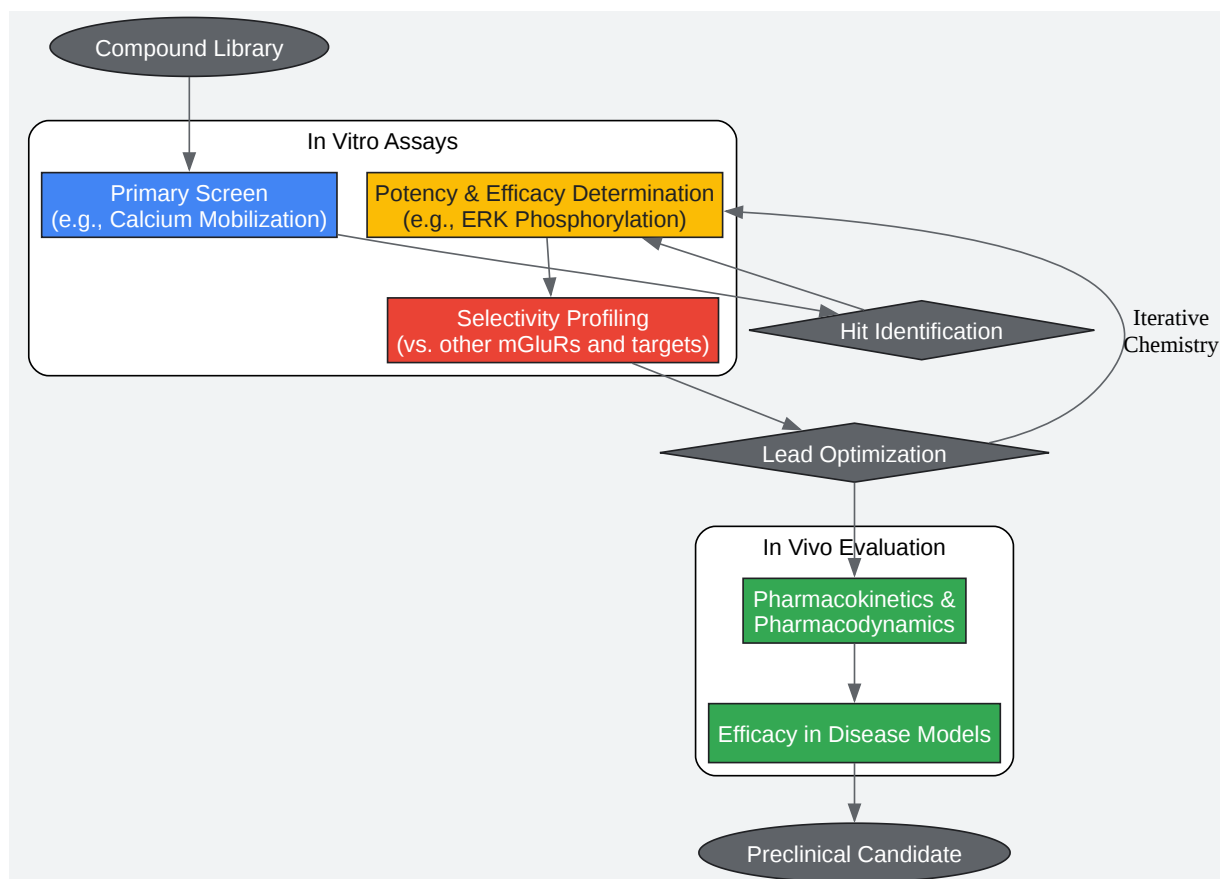 Compound Library
In Vitro Assays
Primary Screen
(e.g., Calcium Mobilization)
Potency & Efficacy Determination
(e.g., ERK Phosphorylation)
Selectivity Profiling
(vs. other mGluRs and targets)
Hit Identification
Iterative
Chemistry
Lead Optimization
In Vivo Evaluation
Pharmacokinetics &
Pharmacodynamics
Efficacy in Disease Models
Preclinical Candidate